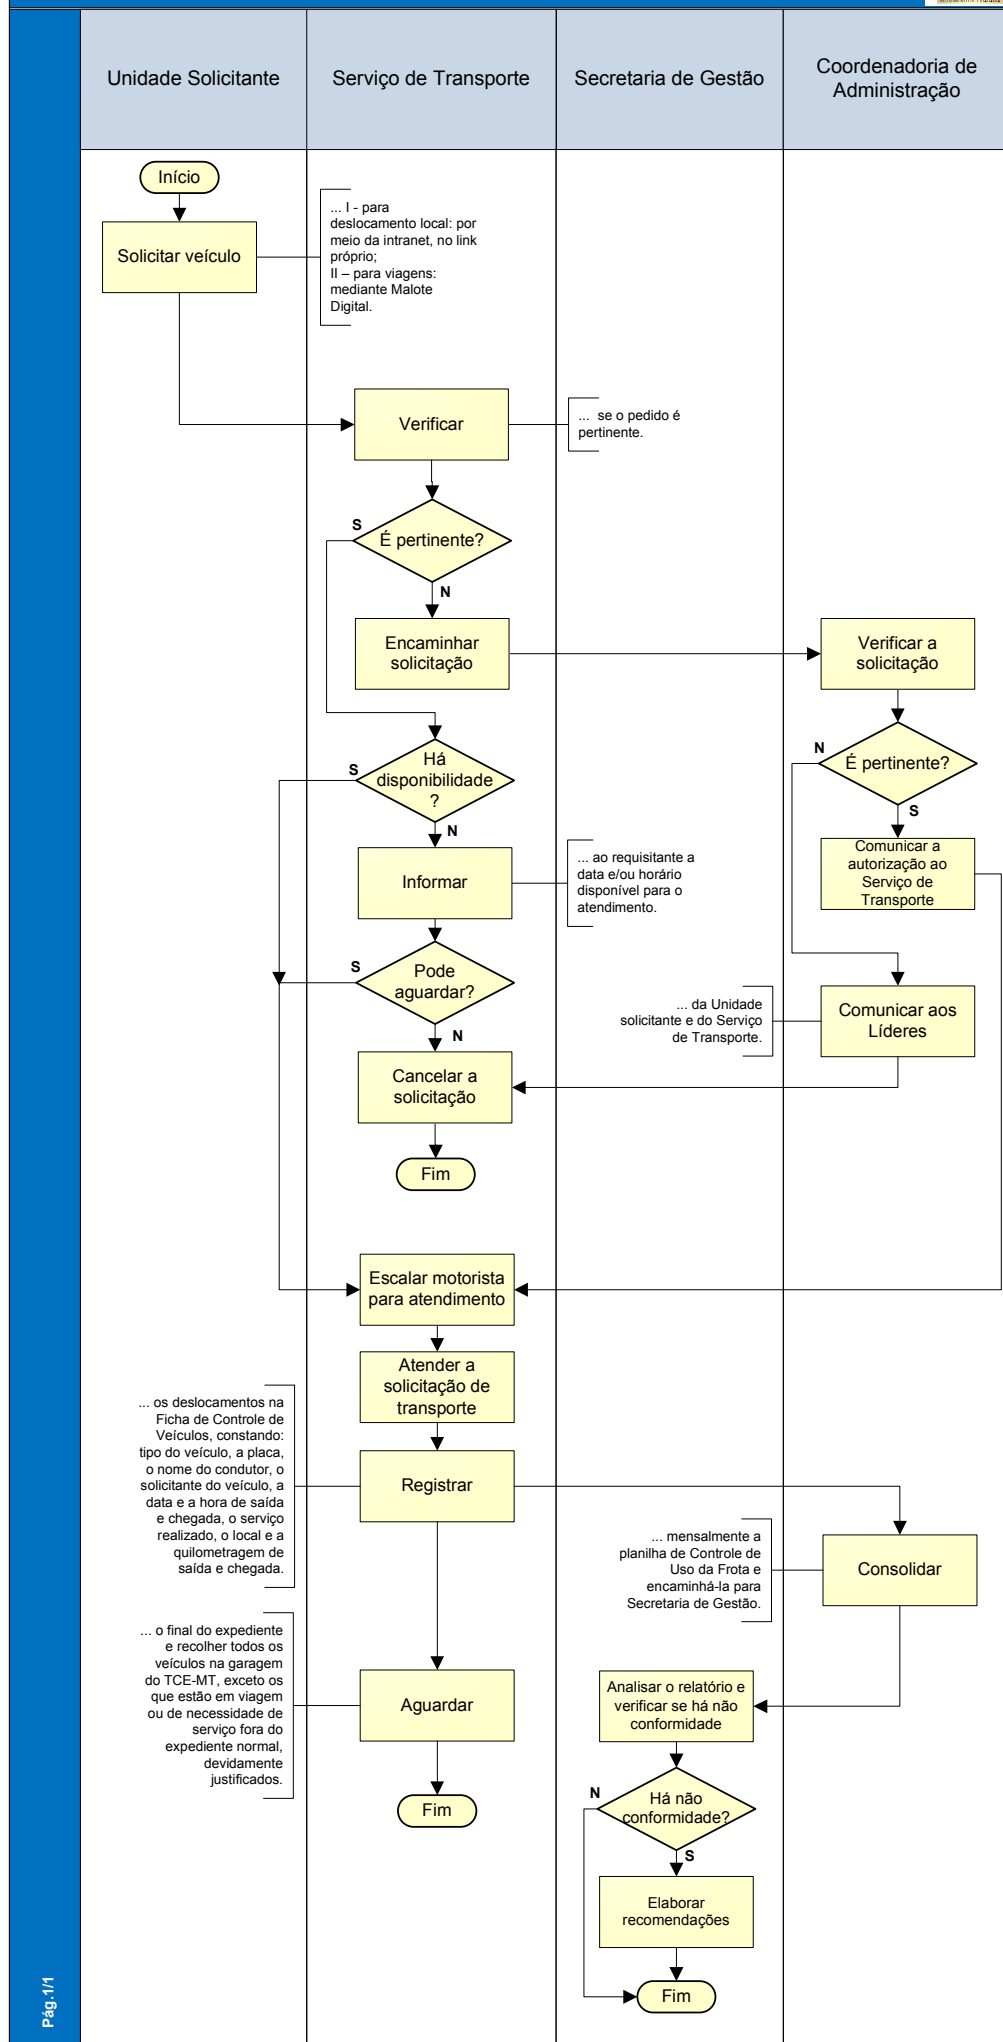 Unidade Solicitante
Serviço de Transporte
Secretaria de Gestão
Coordenadoria de
Administração
Início
Solicitar veículo
... I - para
deslocamento local: por
meio da intranet, no link
próprio;
II – para viagens:
mediante Malote
Digital.
Verificar
... se o pedido é
pertinente.
S
É pertinente?
N
Encaminhar
solicitação
Verificar a
solicitação
Há
disponibilidade
?
S
N
N
É pertinente?
S
Comunicar a
autorização ao
Serviço de
Transporte
Informar
... ao requisitante a
data e/ou horário
disponível para o
atendimento.
S
Pode
aguardar?
N
... da Unidade
solicitante e do Serviço
de Transporte.
Comunicar aos
Líderes
Cancelar a
solicitação
Fim
Escalar motorista
para atendimento
Atender a
solicitação de
transporte
... os deslocamentos na
Ficha de Controle de
Veículos, constando:
tipo do veículo, a placa,
o nome do condutor, o
solicitante do veículo, a
data e a hora de saída
e chegada, o serviço
realizado, o local e a
quilometragem de
saída e chegada.
Registrar
... mensalmente a
planilha de Controle de
Uso da Frota e
encaminhá-la para
Secretaria de Gestão.
Consolidar
... o final do expediente
e recolher todos os
veículos na garagem
do TCE-MT, exceto os
que estão em viagem
ou de necessidade de
serviço fora do
expediente normal,
devidamente
justificados.
Aguardar
Fim
Analisar o relatório e
verificar se há não
conformidade
N
Há não
conformidade?
S
Elaborar
recomendações
Fim
Pág.1/1